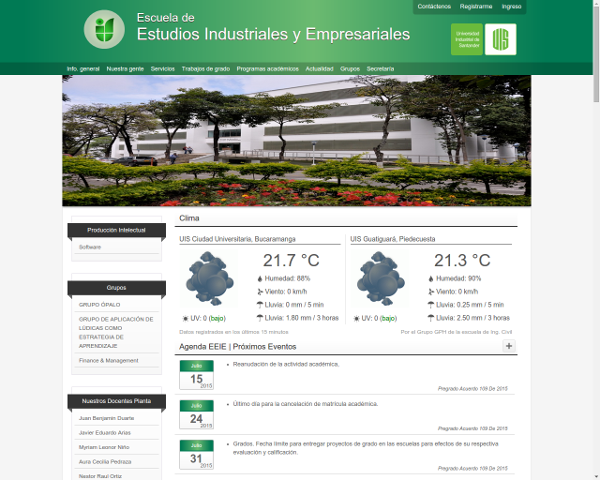 Contáctenos Registrarme Ingreso
Escuela de
Estudios Industriales y Empresariales
Universidad
Industrial de
Santander
UIS
Info. general Nuestra gente Servicios Trabajos de grado Programas académicos Actualidad Grupos Secretaría
Producción Intelectual
Software
Grupos
GRUPO ÓPALO
GRUPO DE APLICACIÓN DE
LÚDICAS COMO
ESTRATEGIA DE
APRENDIZAJE
Finance & Management
Nuestros Docentes Planta
Juan Benjamin Duarte
Javier Eduardo Arias
Myriam Leonor Niño
Aura Cecilia Pedraza
Nestor Raul Ortiz
Clima
UIS Ciudad Universitaria, Bucaramanga
21.7 °C
Humedad: 88%
Viento: 0 km/h
Lluvia: 0 mm / 5 min
UV: 0 (bajo)
Lluvia: 1.80 mm / 3 horas
UIS Guatiguará, Piedecuesta
21.3 °C
Humedad: 90%
Viento: 0 km/h
Lluvia: 0.25 mm / 5 min
UV: 0 (bajo)
Lluvia: 2.50 mm / 3 horas
Datos registrados en los últimos 15 minutos
Por el Grupo GPH de la escuela de Ing. Civil
Agenda EEIE | Próximos Eventos +
Julio
15
2015
Reanudación de la actividad académica.
Pregrado Acuerdo 109 De 2015
Julio
24
2015
Último día para la cancelación de matrícula académica.
Pregrado Acuerdo 109 De 2015
Julio
31
2015
Grados. Fecha límite para entregar proyectos de grado en las escuelas para efectos de su respectiva
evaluación y calificación.
Pregrado Acuerdo 109 De 2015